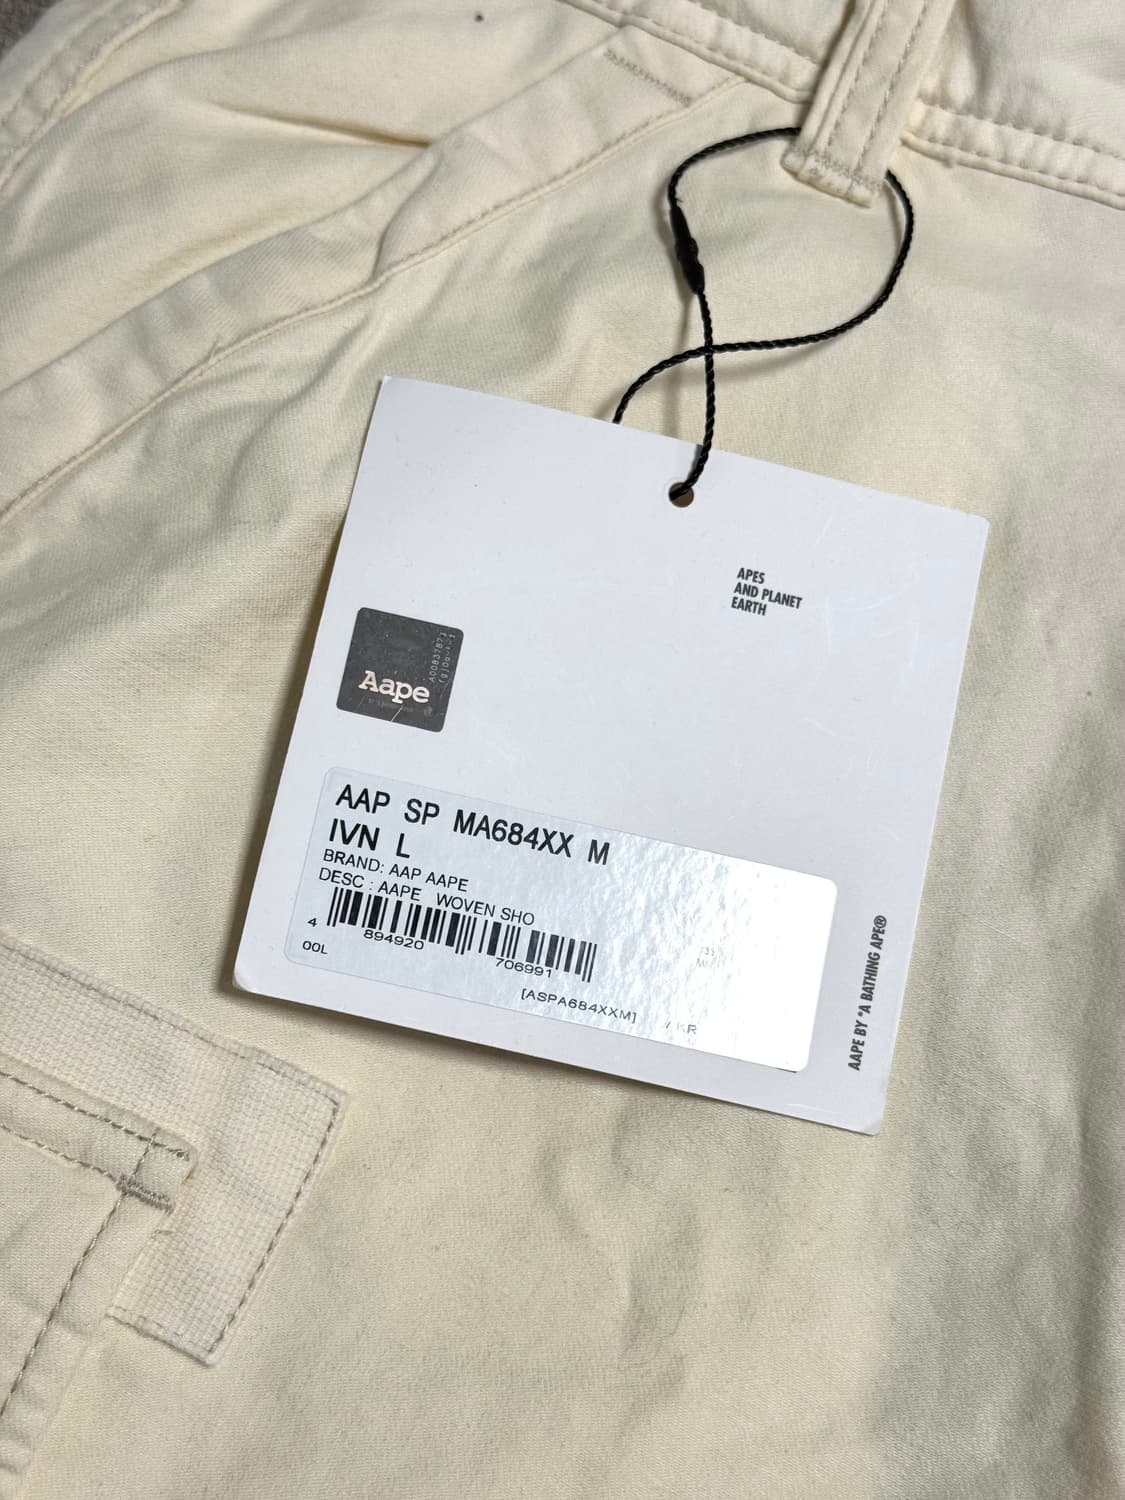 APES
AND PLANET
EARTH
Aape
AAP SP MA684XX M
IVN L
BRAND: AAP AAPE
DESC : AAPE WOVEN SHO
4 894920 706991
00L
[ASPA684XXM]
KR
AAPE BY *A BATHING APE®